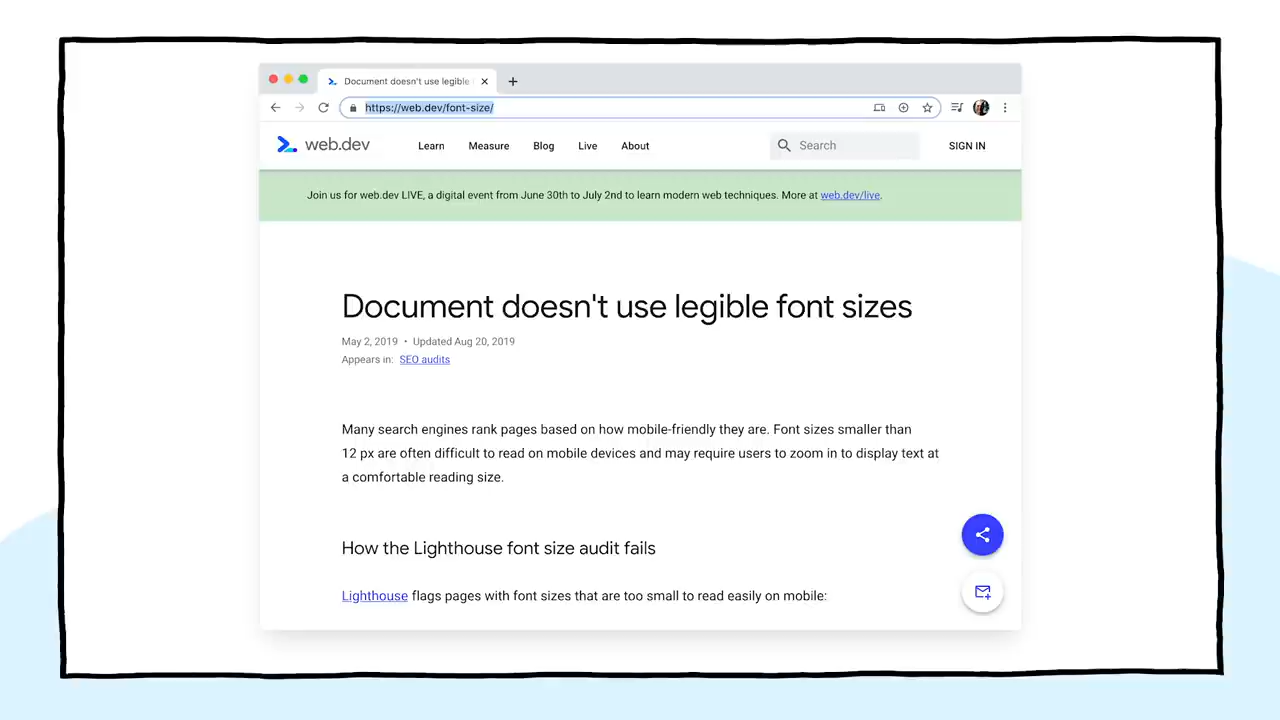 Document doesn't use legible
https://web.dev/font-size/
web.dev
Learn
Measure
Blog
Live
About
Search
SIGN IN
Join us for web.dev LIVE, a digital event from June 30th to July 2nd to learn modern web techniques. More at web.dev/live.
Document doesn't use legible font sizes
May 2, 2019 • Updated Aug 20, 2019
Appears in: SEO audits
Many search engines rank pages based on how mobile-friendly they are. Font sizes smaller than
12 px are often difficult to read on mobile devices and may require users to zoom in to display text at
a comfortable reading size.
How the Lighthouse font size audit fails
Lighthouse flags pages with font sizes that are too small to read easily on mobile: